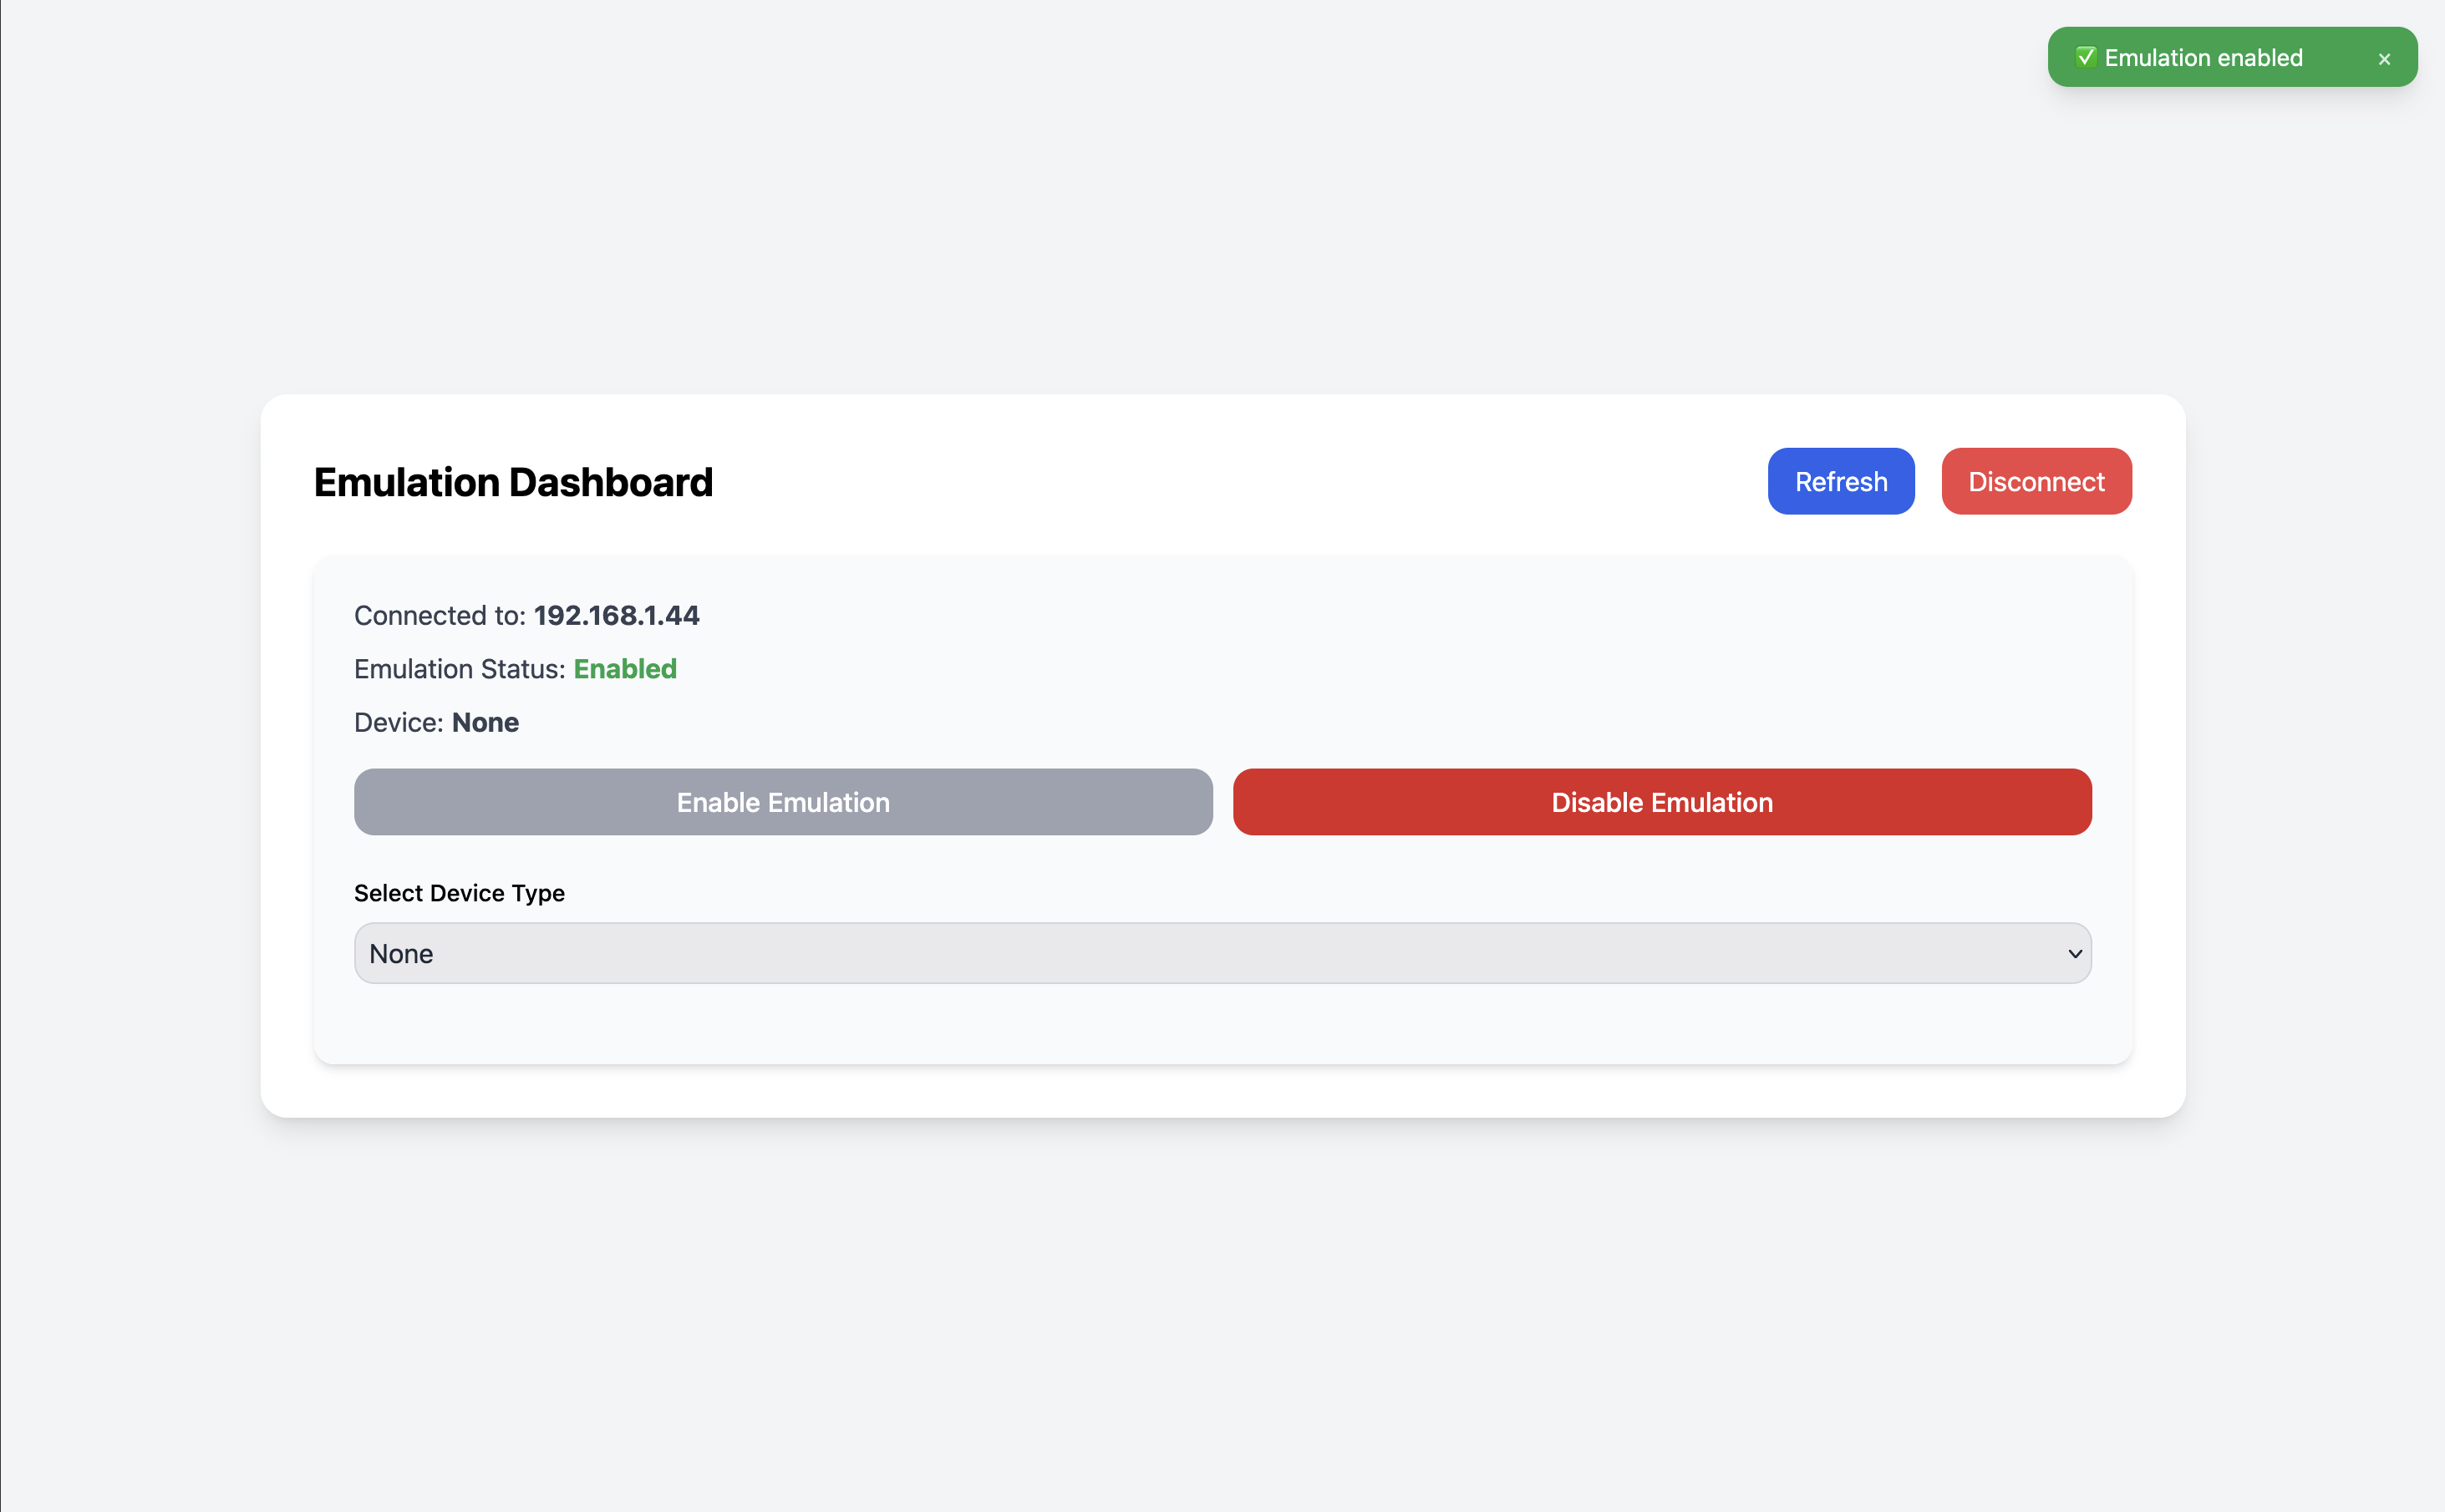 ✅ Emulation enabled ×
Emulation Dashboard
Refresh
Disconnect
Connected to: 192.168.1.44
Emulation Status: Enabled
Device: None
Enable Emulation
Disable Emulation
Select Device Type
None